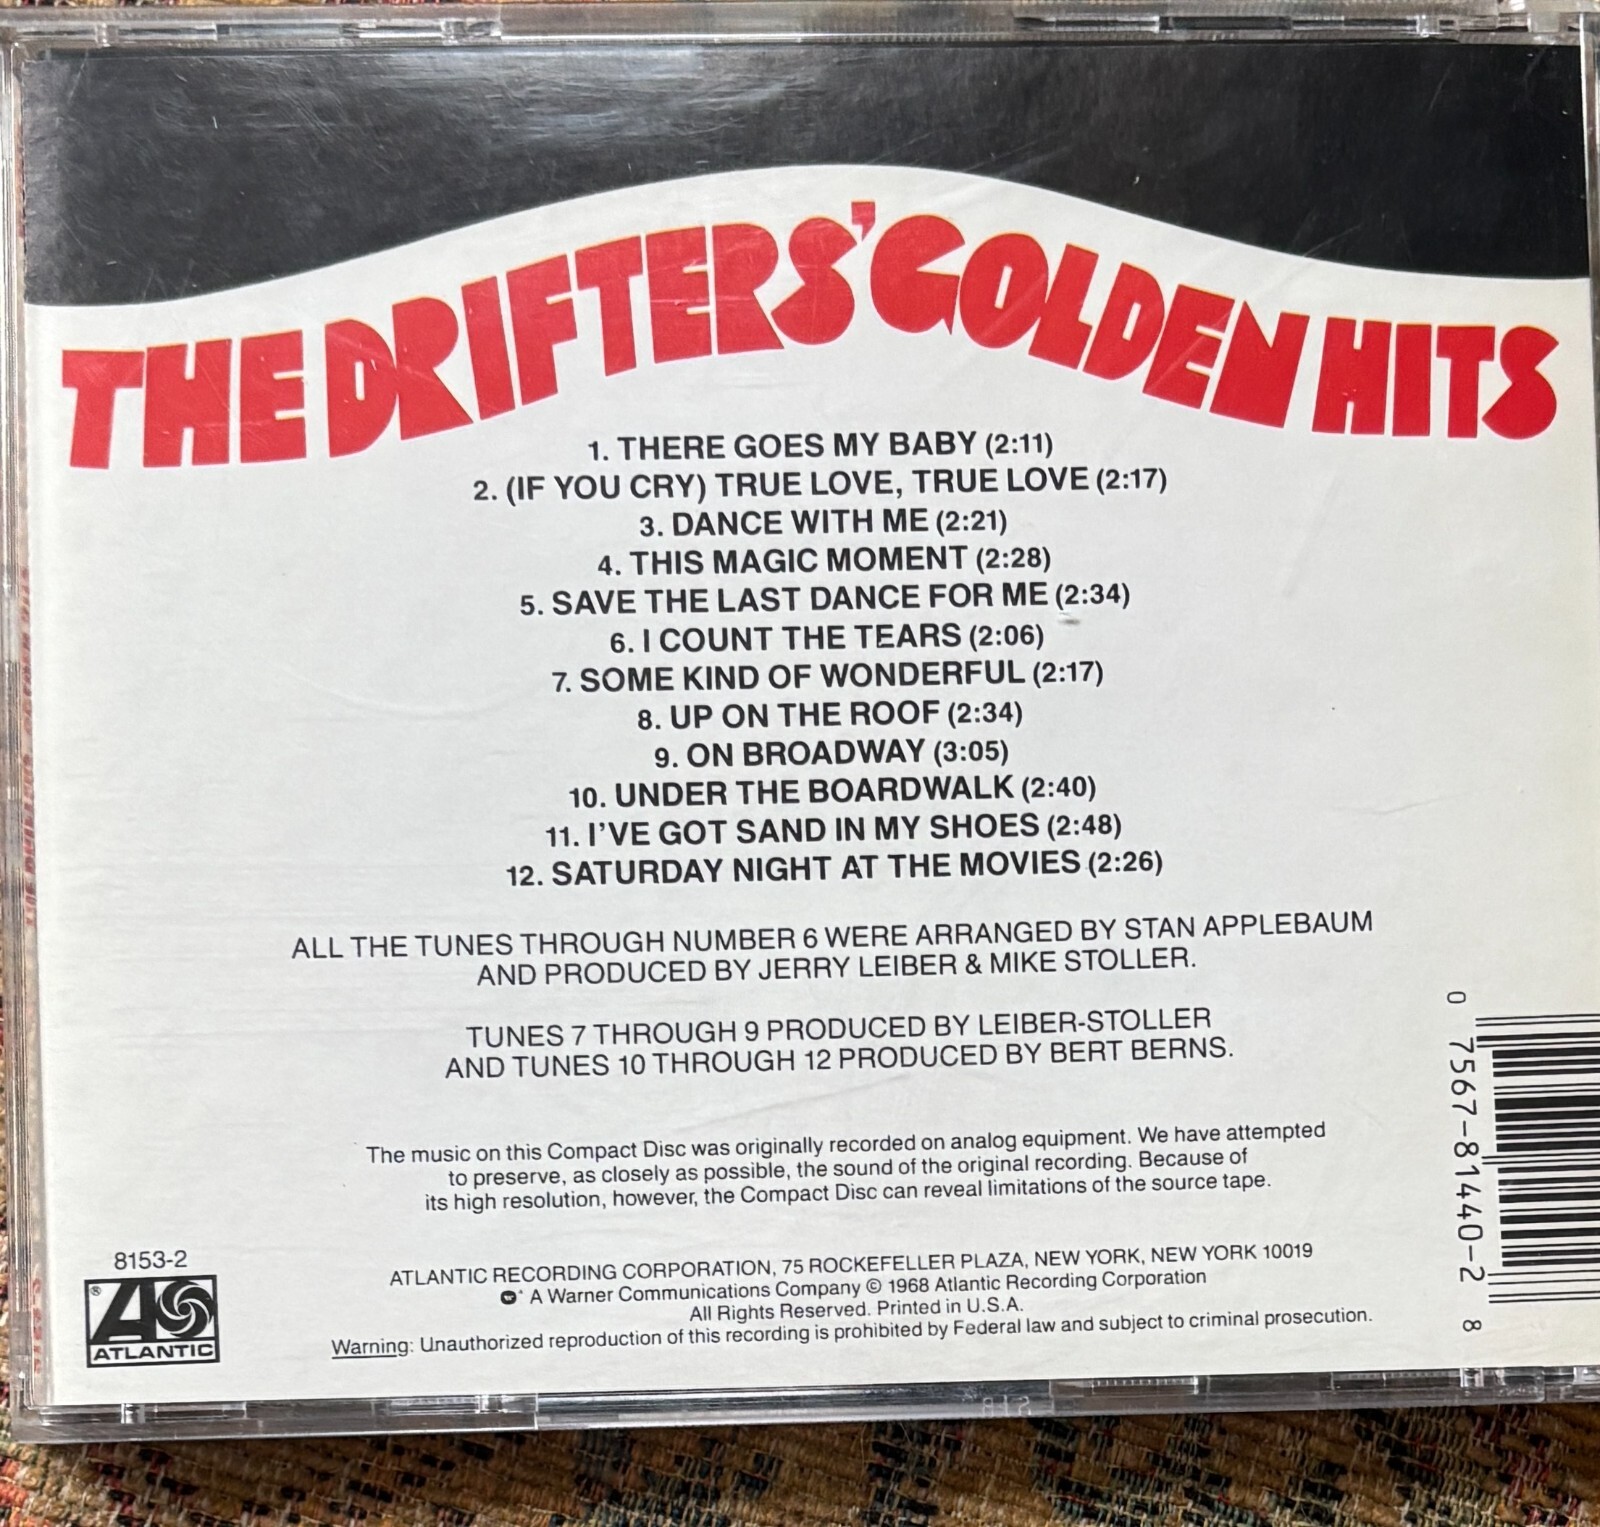 THE DRIFTERS' GOLDEN HITS
1. THERE GOES MY BABY (2:11)
2. (IF YOU CRY) TRUE LOVE, TRUE LOVE (2:17)
3. DANCE WITH ME (2:21)
4. THIS MAGIC MOMENT (2:28)
5. SAVE THE LAST DANCE FOR ME (2:34)
6. I COUNT THE TEARS (2:06)
7. SOME KIND OF WONDERFUL (2:17)
8. UP ON THE ROOF (2:34)
9. ON BROADWAY (3:05)
10. UNDER THE BOARDWALK (2:40)
11. I'VE GOT SAND IN MY SHOES (2:48)
12. SATURDAY NIGHT AT THE MOVIES (2:26)
ALL THE TUNES THROUGH NUMBER 6 WERE ARRANGED BY STAN APPLEBAUM
AND PRODUCED BY JERRY LEIBER & MIKE STOLLER.
TUNES 7 THROUGH 9 PRODUCED BY LEIBER-STOLLER
AND TUNES 10 THROUGH 12 PRODUCED BY BERT BERNS.
The music on this Compact Disc was originally recorded on analog equipment. We have attempted
to preserve, as closely as possible, the sound of the original recording. Because of
its high resolution, however, the Compact Disc can reveal limitations of the source tape.
8153-2
® ATLANTIC
ATLANTIC RECORDING CORPORATION, 75 ROCKEFELLER PLAZA, NEW YORK, NEW YORK 10019
A Warner Communications Company © 1968 Atlantic Recording Corporation
All Rights Reserved. Printed in U.S.A.
Warning: Unauthorized reproduction of this recording is prohibited by Federal law and subject to criminal prosecution.
0 7567-81440-2 8